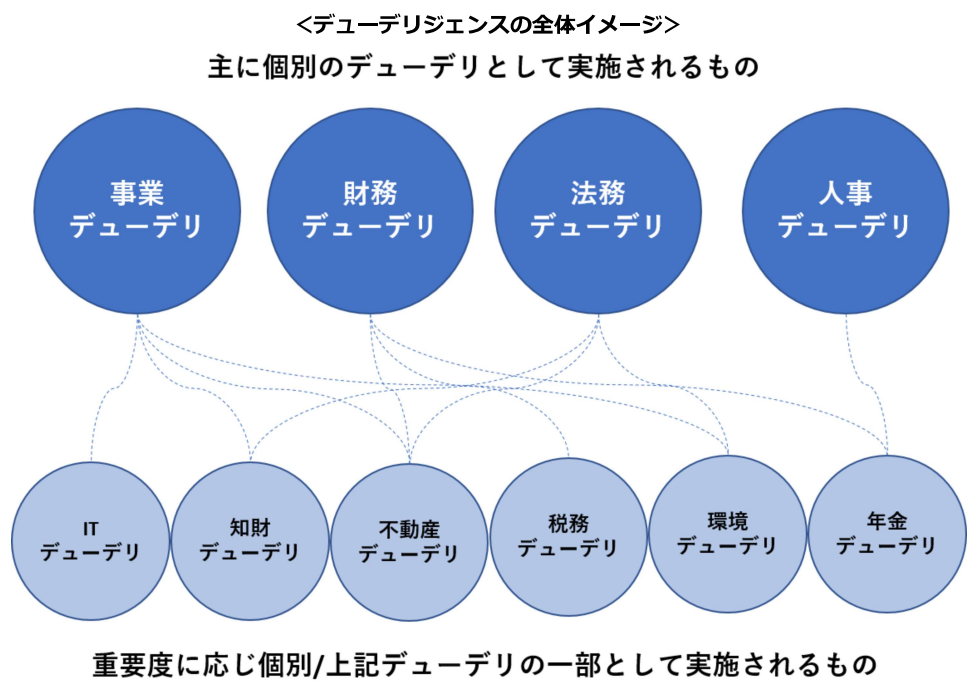 <デューデリジェンスの全体イメージ>
主に個別のデューデリとして実施されるもの
事業
デューデリ
財務
デューデリ
法務
デューデリ
人事
デューデリ
IT
デューデリ
知財
デューデリ
不動産
デューデリ
税務
デューデリ
環境
デューデリ
年金
デューデリ
重要度に応じ個別/上記デューデリの一部として実施されるもの